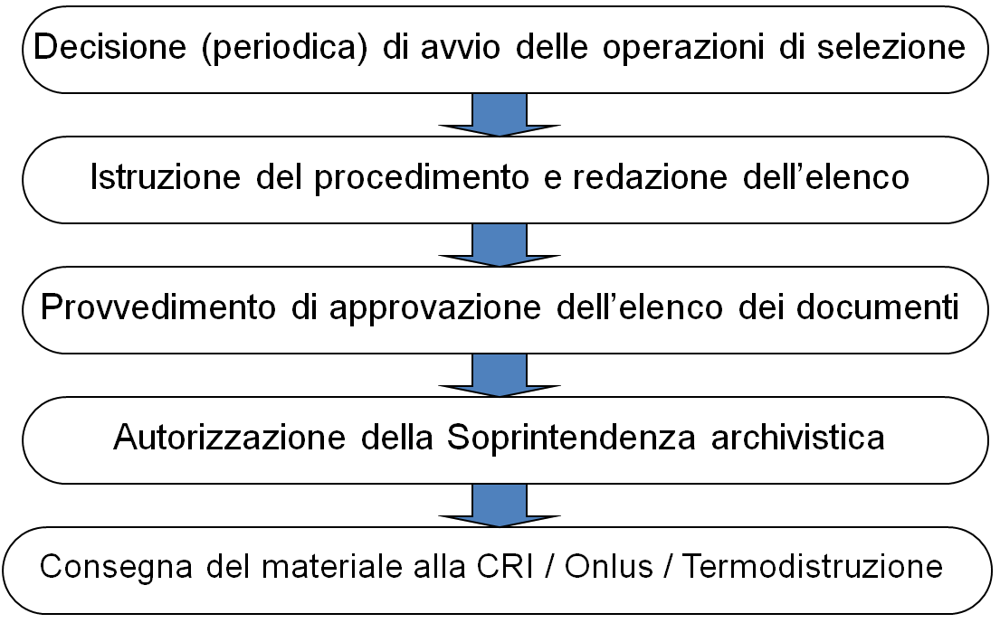 Decisione (periodica) di avvio delle operazioni di selezione
Istruzione del procedimento e redazione dell’elenco
Provvedimento di approvazione dell’elenco dei documenti
Autorizzazione della Soprintendenza archivistica
Consegna del materiale alla CRI / Onlus / Termodistruzione